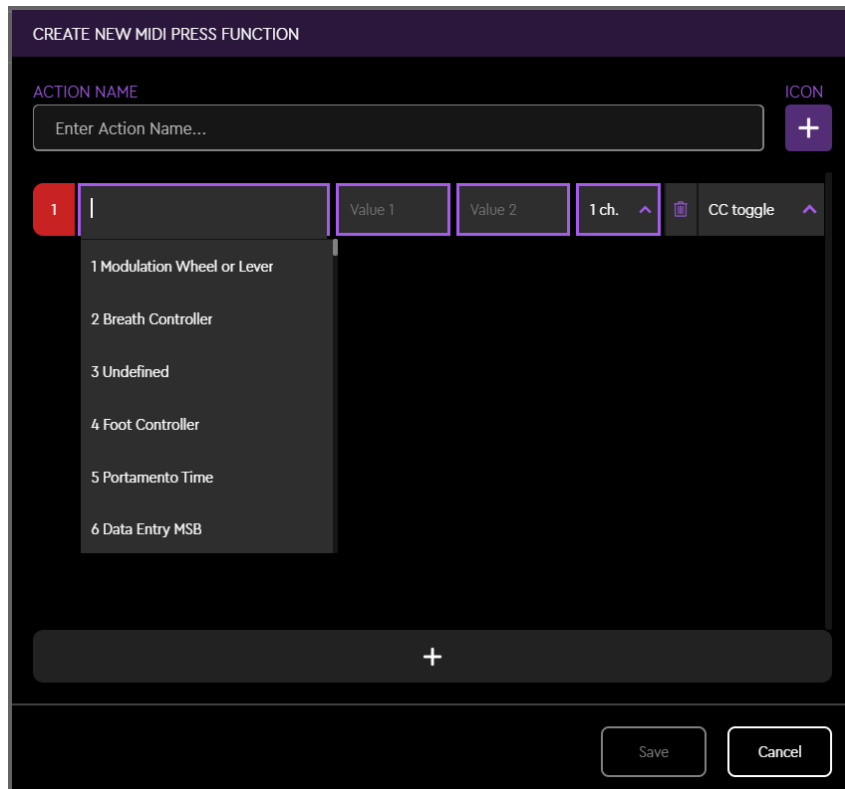 CREATE NEW MIDI PRESS FUNCTION
ACTION NAME ICON
Enter Action Name...
1 Value 1 Value 2 1 ch. CC toggle
1 Modulation Wheel or Lever
2 Breath Controller
3 Undefined
4 Foot Controller
5 Portamento Time
6 Data Entry MSB
Save Cancel